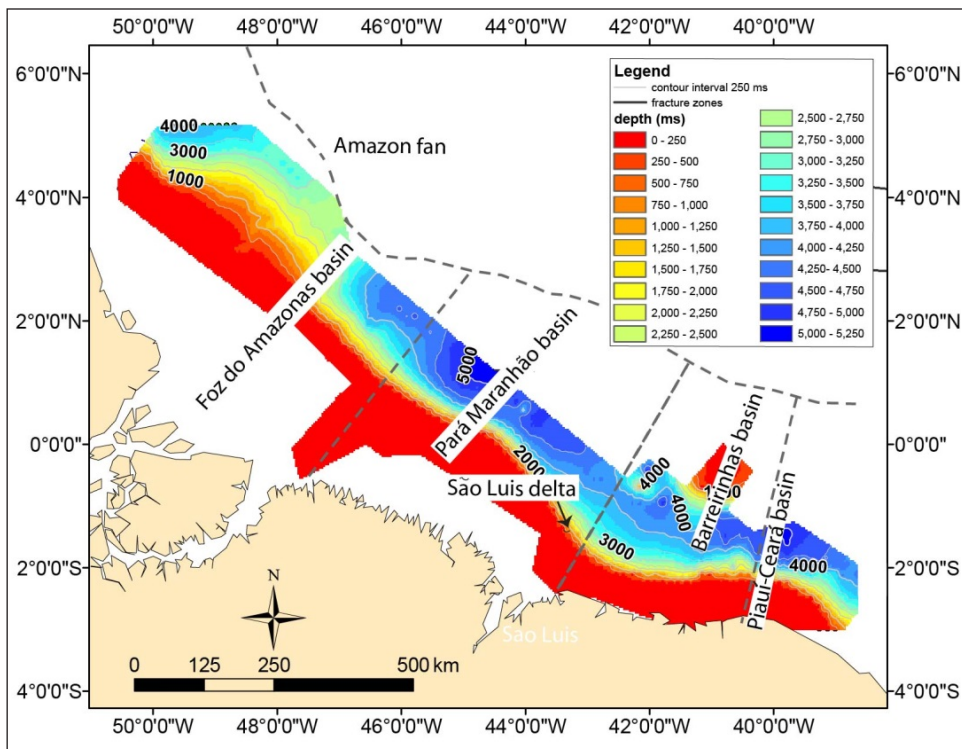 50°0'0"W 48°0'0"W 46°0'0"W 44°0'0"W 42°0'0"W 40°0'0"W
6°0'0"N
4°0'0"N
2°0'0"N
0°0'0"
2°0'0"S
4°0'0"S
Legend
contour interval 250 ms
fracture zones
depth (ms)
0 - 250
250 - 500
500 - 750
750 - 1,000
1,000 - 1,250
1,250 - 1,500
1,500 - 1,750
1,750 - 2,000
2,000 - 2,250
2,250 - 2,500
2,500 - 2,750
2,750 - 3,000
3,000 - 3,250
3,250 - 3,500
3,500 - 3,750
3,750 - 4,000
4,000 - 4,250
4,250 - 4,500
4,500 - 4,750
4,750 - 5,000
5,000 - 5,250
4000
3000
1000
Amazon fan
Foz do Amazonas basin
5000
Pará Maranhão basin
2000
São Luis delta
3000
4000
4000
Barreirinhas basin
4000
Piauí-Ceará basin
Sao Luis
N
0 125 250 500 km
6°0'0"N
4°0'0"N
2°0'0"N
0°0'0"
2°0'0"S
4°0'0"S
50°0'0"W 48°0'0"W 46°0'0"W 44°0'0"W 42°0'0"W 40°0'0"W